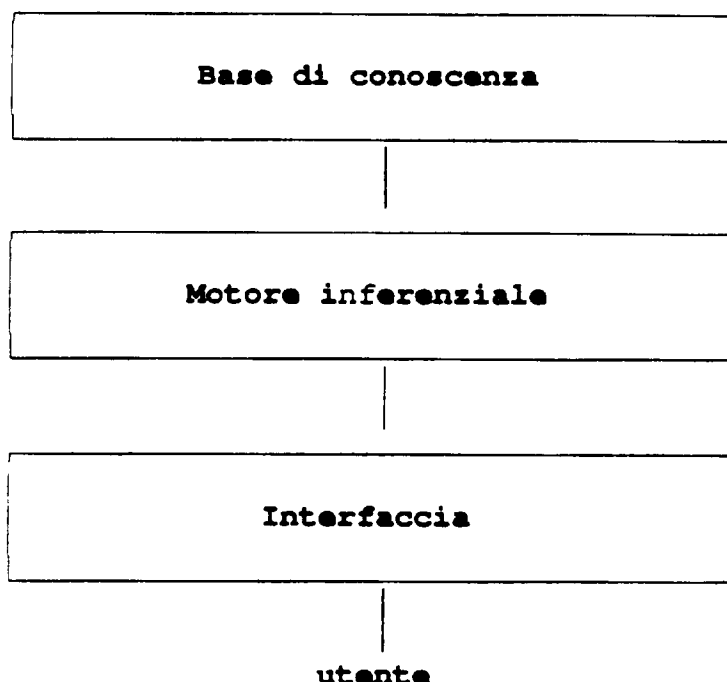 Base di conoscenza
Motore inferenziale
Interfaccia
utente